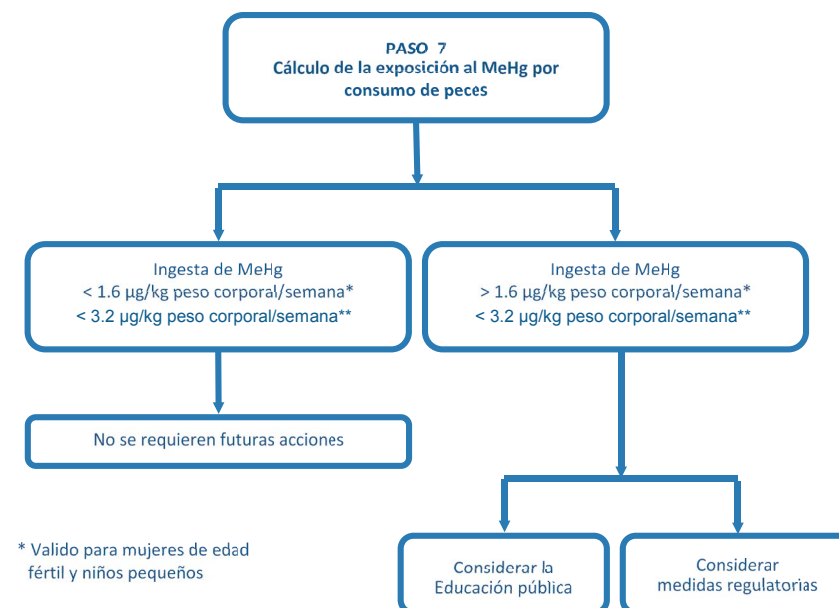 PASO 7
Cálculo de la exposición al MeHg por
consumo de peces
Ingesta de MeHg
< 1.6 µg/kg peso corporal/semana*
< 3.2 µg/kg peso corporal/semana**
Ingesta de MeHg
> 1.6 µg/kg peso corporal/semana*
< 3.2 µg/kg peso corporal/semana**
No se requieren futuras acciones
* Valido para mujeres de edad
fértil y niños pequeños
Considerar la
Educación pública
Considerar
medidas regulatorias